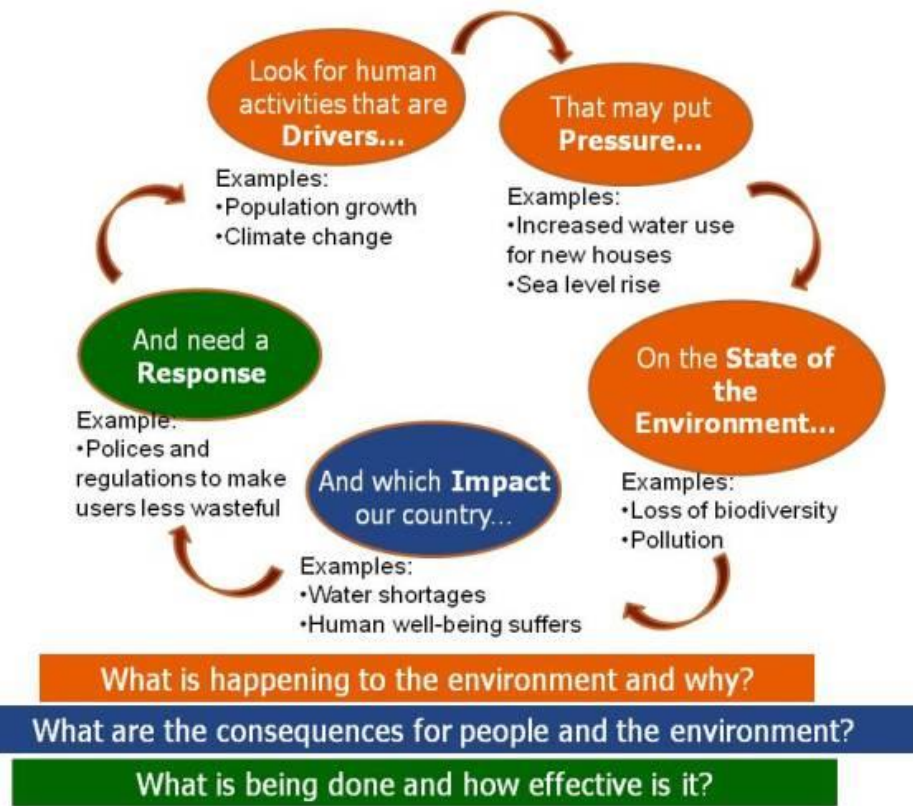 Look for human
activities that are
Drivers...
Examples:
•Population growth
•Climate change
That may put
Pressure...
Examples:
•Increased water use
for new houses
•Sea level rise
On the State of
the
Environment...
Examples:
•Loss of biodiversity
•Pollution
And which Impact
our country...
Examples:
•Water shortages
•Human well-being suffers
And need a
Response
Example:
•Polices and
regulations to make
users less wasteful
What is happening to the environment and why?
What are the consequences for people and the environment?
What is being done and how effective is it?